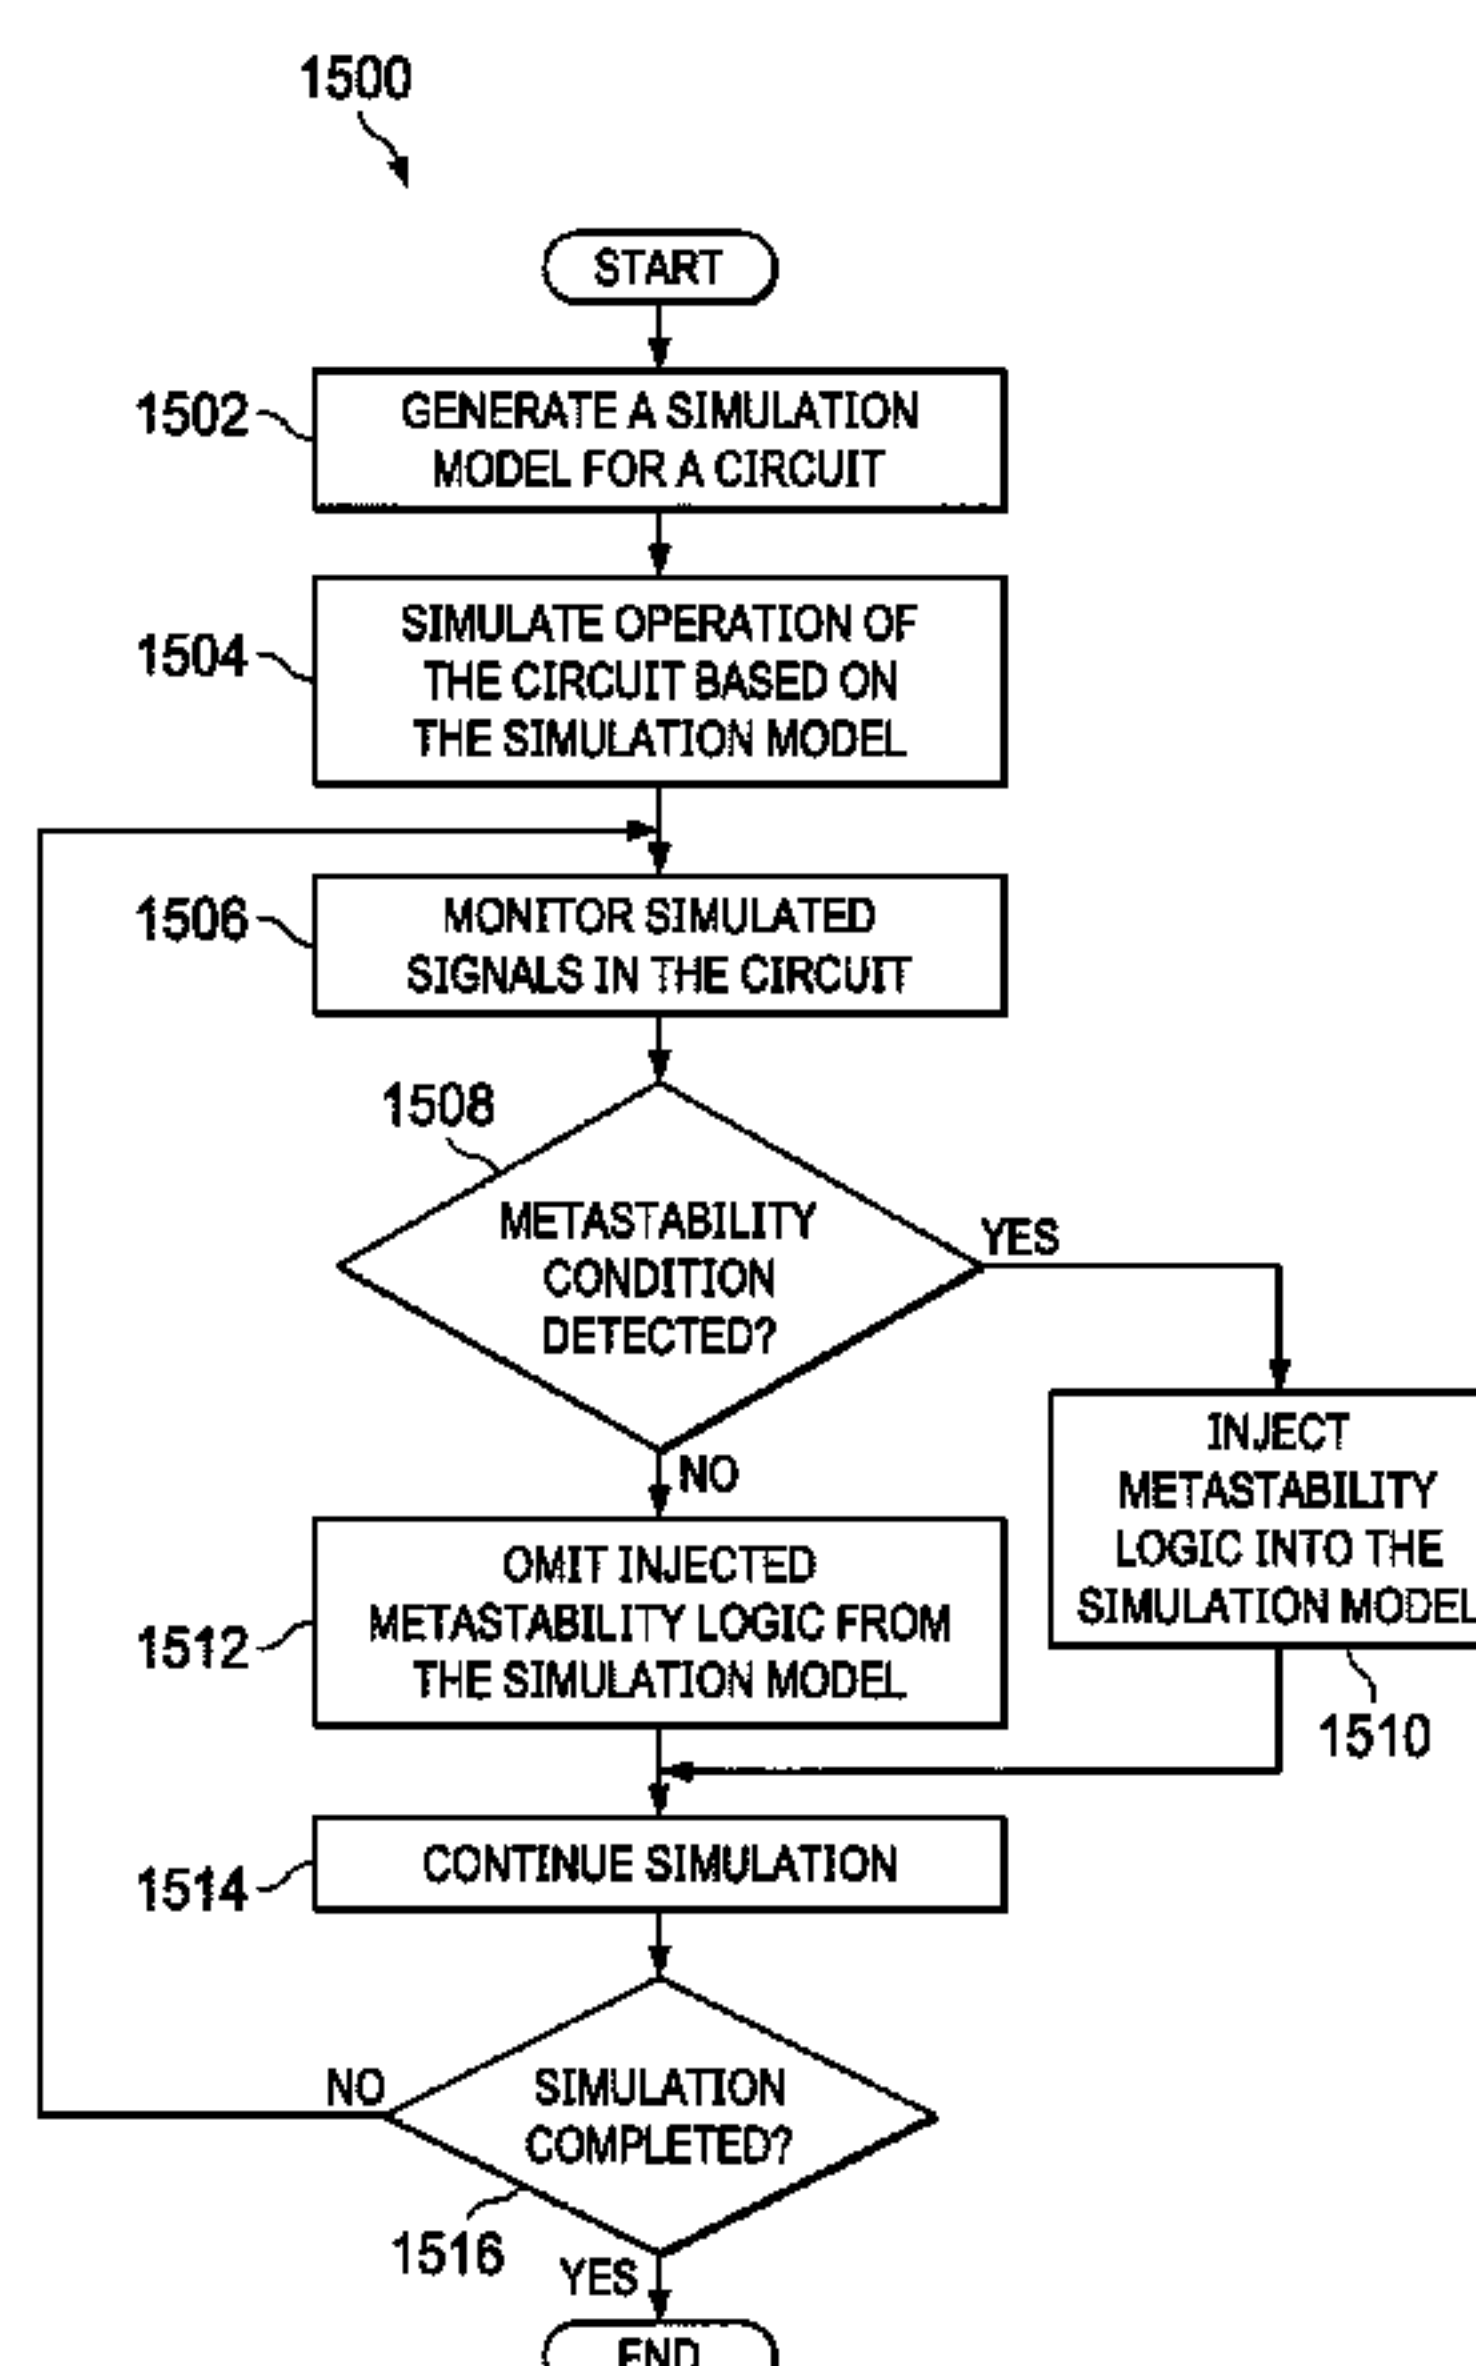 1500
START
1502
GENERATE A SIMULATION
MODEL FOR A CIRCUIT
1504
SIMULATE OPERATION OF
THE CIRCUIT BASED ON
THE SIMULATION MODEL
1506
MONITOR SIMULATED
SIGNALS IN THE CIRCUIT
1508
METASTABILITY
CONDITION
DETECTED?
YES
INJECT
METASTABILITY
LOGIC INTO THE
SIMULATION MODEL
1510
NO
1512
OMIT INJECTED
METASTABILITY LOGIC FROM
THE SIMULATION MODEL
1514
CONTINUE SIMULATION
NO
SIMULATION
COMPLETED?
1516
YES
END